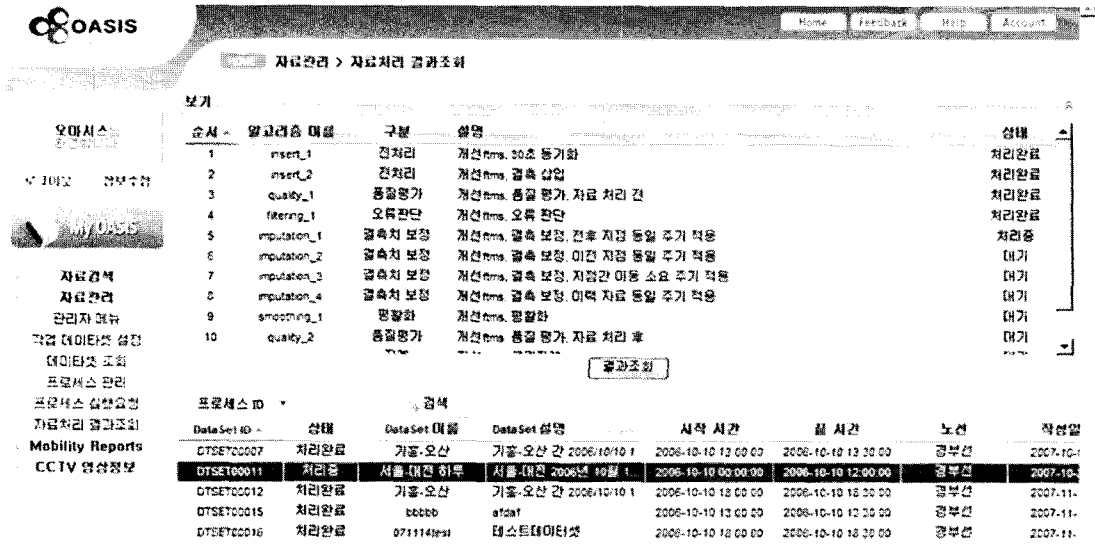 OASIS
Home Feedback Help Account
HOME 자료관리 > 자료처리 결과조회
보기
순서 알고리즘 이름 구분 설명 상태
1 insert_1 전처리 개선ftms, 30초 동기화 처리완료
2 insert_2 전처리 개선ftms, 결측 삽입 처리완료
3 quality_1 품질평가 개선ftms, 품질 평가, 자료 처리 전 처리완료
4 filtering_1 오류판단 개선ftms, 오류 판단 처리완료
5 imputation_1 결측치 보정 개선ftms, 결측 보정, 전후 지점 동일 주기 적용 처리중
6 imputation_2 결측치 보정 개선ftms, 결측 보정, 이전 지점 동일 주기 적용 대기
7 imputation_3 결측치 보정 개선ftms, 결측 보정, 지점간 이동 소요 주기 적용 대기
8 imputation_4 결측치 보정 개선ftms, 결측 보정, 이력 자료 동일 주기 적용 대기
9 smoothing_1 평활화 개선ftms, 평활화 대기
10 quality_2 품질평가 개선ftms, 품질 평가, 자료 처리 후 대기
결과조회
오아시스
로그아웃 정보수정
My OASIS
자료검색
자료관리
관리자 메뉴
작업 데이터셋 설정
데이터셋 조회
프로세스 관리
프로세스 실행요청
자료처리 결과조회
Mobility Reports
CCTV 영상정보
프로세스 ID 검색
DataSet ID 상태 DataSet 이름 DataSet 설명 시작 시간 끝 시간 노선 작성일
DTSET00007 처리완료 기흥-오산 기흥-오산 간 2006/10/10 1 2006-10-10 13:00:00 2006-10-10 13:30:00 경부선 2007-10-
DTSET00011 처리중 서울-대전 하루 서울-대전 2006년 10월 1... 2006-10-10 00:00:00 2006-10-10 12:00:00 경부선 2007-10-
DTSET00012 처리완료 기흥-오산 기흥-오산 간 2006/10/10 1 2006-10-10 18:00:00 2006-10-10 18:30:00 경부선 2007-11-
DTSET00015 처리완료 bbbbb afdaf 2006-10-10 13:00:00 2006-10-10 18:30:00 경부선 2007-11-
DTSET00016 처리완료 071114test 테스트데이터셋 2006-10-10 18:00:00 2006-10-10 18:30:00 경부선 2007-11-